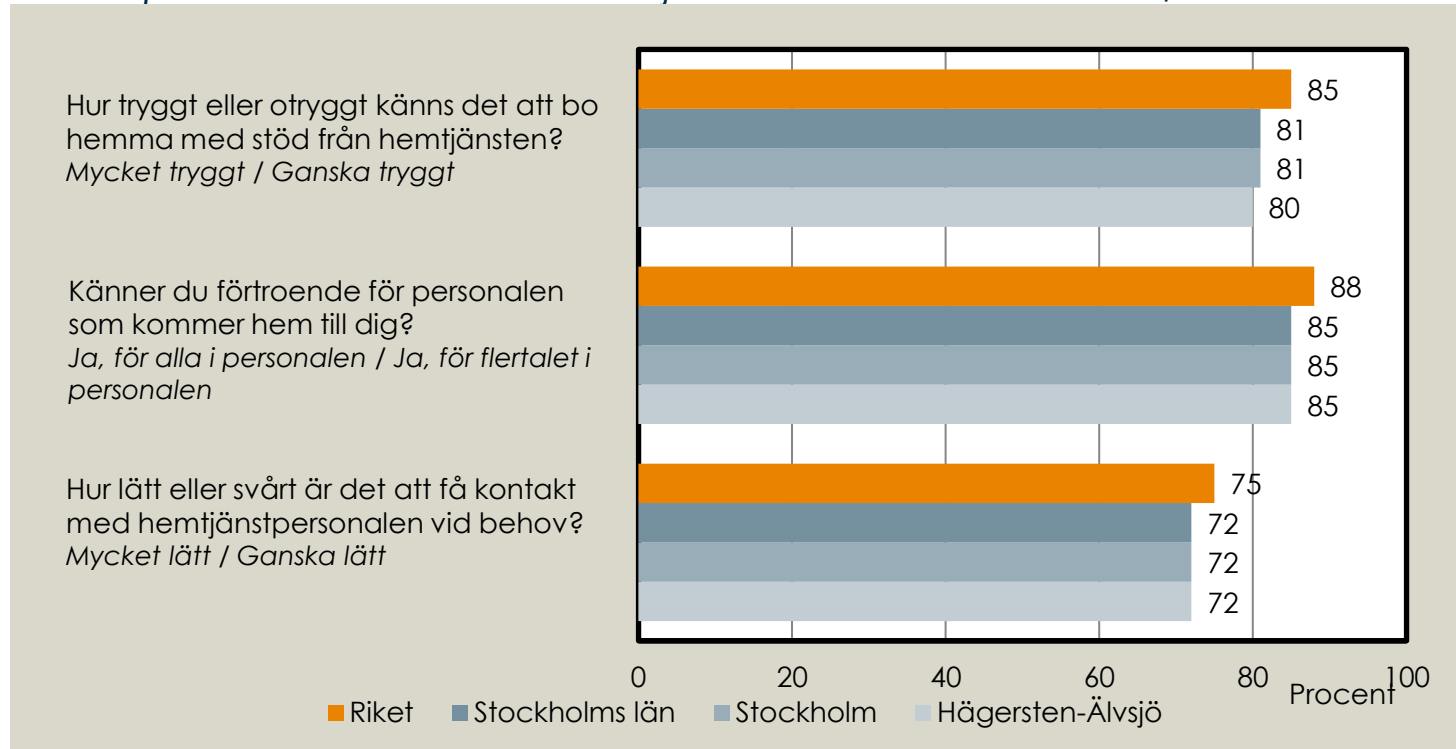 Hur tryggt eller otryggt känns det att bo
hemma med stöd från hemtjänsten?
Mycket tryggt / Ganska tryggt
85
81
81
80
Känner du förtroende för personalen
som kommer hem till dig?
Ja, för alla i personalen / Ja, för flertalet i
personalen
88
85
85
85
Hur lätt eller svårt är det att få kontakt
med hemtjänstpersonalen vid behov?
Mycket lätt / Ganska lätt
75
72
72
72
0 20 40 60 80 100
Procent
Riket Stockholms län Stockholm Hägersten-Älvsjö